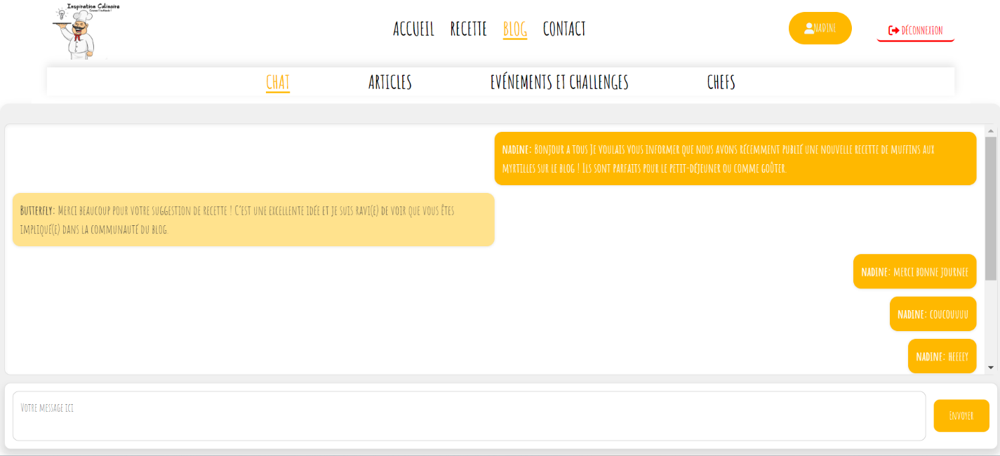 Inspiration Culinaire
ACCUEIL RECETTE BLOG CONTACT
NADINE
DÉCONNEXION
CHAT ARTICLES EVÉNEMENTS ET CHALLENGES CHEFS
NADINE: BONJOUR A TOUS JE VOULAIS VOUS INFORMER QUE NOUS AVONS RÉCEMMENT PUBLIÉ UNE NOUVELLE RECETTE DE MUFFINS AUX
MYRTILLES SUR LE BLOG ! ILS SONT PARFAITS POUR LE PETIT-DÉJEUNER OU COMME GOÛTER.
BUTTERFLY: MERCI BEAUCOUP POUR VOTRE SUGGESTION DE RECETTE ! C'EST UNE EXCELLENTE IDÉE ET JE SUIS RAVI(E) DE VOIR QUE VOUS ÊTES
IMPLIQUÉ(E) DANS LA COMMUNAUTÉ DU BLOG.
NADINE: MERCI BONNE JOURNEE
NADINE: COUCOUUUU
NADINE: HEEEEY
VOTRE MESSAGE ICI
ENVOYER